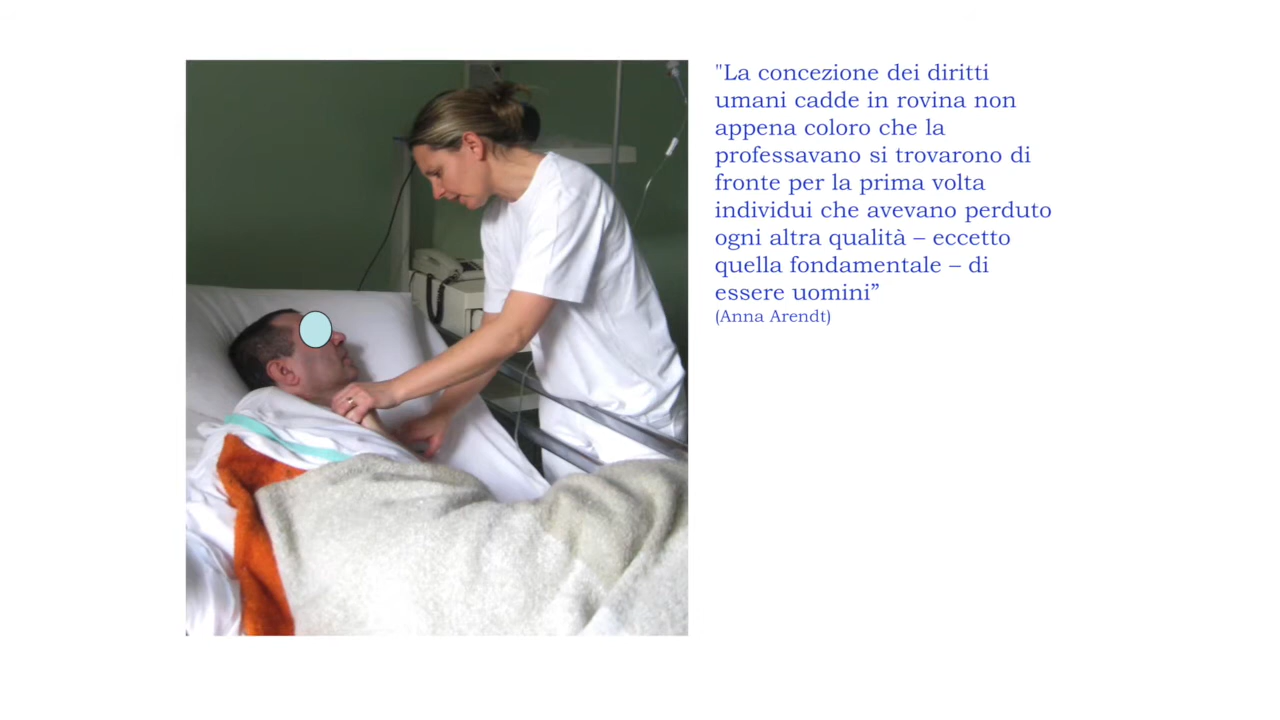 "La concezione dei diritti
umani cadde in rovina non
appena coloro che la
professavano si trovarono di
fronte per la prima volta
individui che avevano perduto
ogni altra qualità – eccetto
quella fondamentale – di
essere uomini”
(Anna Arendt)